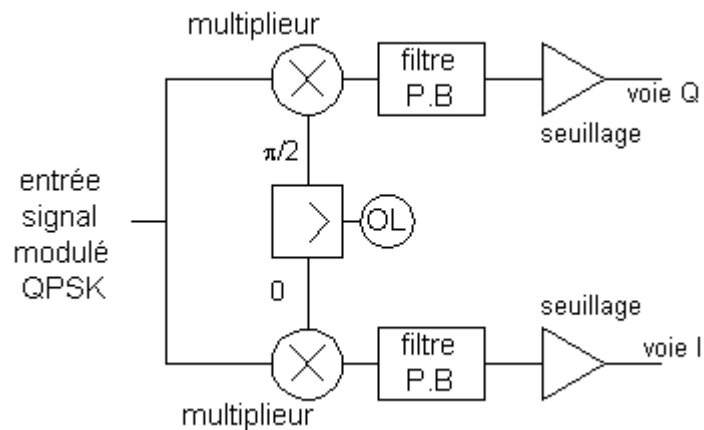 multiplieur
filtre
P.B
voie Q
seuillage
π/2
entrée
signal
modulé
QPSK
OL
0
seuillage
filtre
P.B
voie I
multiplieur